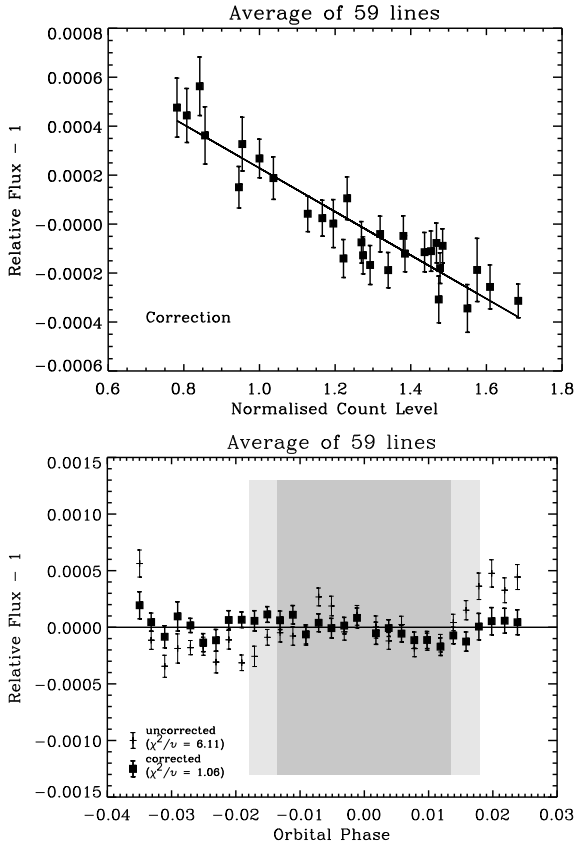 Average of 59 lines
0.0008
0.0006
0.0004
0.0002
−0.0000
−0.0002
−0.0004
−0.0006
Relative Flux − 1
Correction
0.6 0.8 1.0 1.2 1.4 1.6 1.8
Normalised Count Level
Average of 59 lines
0.0015
0.0010
0.0005
0.0000
−0.0005
−0.0010
−0.0015
Relative Flux − 1
uncorrected
(χ²/ν = 6.11)
corrected
(χ²/ν = 1.06)
−0.04 −0.03 −0.02 −0.01 0.00 0.01 0.02 0.03
Orbital Phase